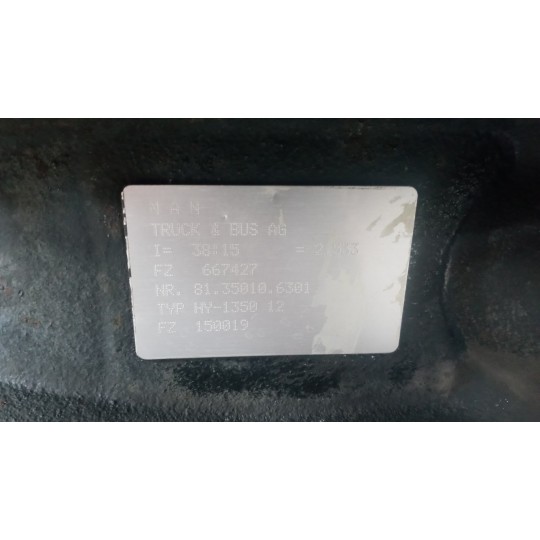 M A N
TRUCK & BUS AG
I= 38:15 =
FZ 667427
NR. 81.35010.6301
TYP HY-1350 12
FZ 150019